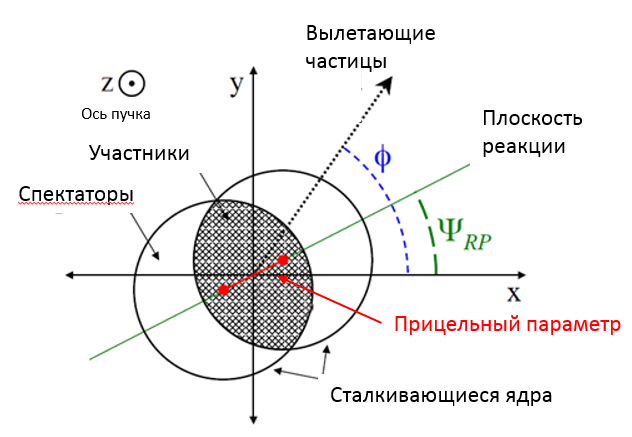 Вылетающие
частицы
z
y
Ось пучка
Плоскость
реакции
Участники
ϕ
Спектаторы
Ψ_RP
x
Прицельный параметр
Сталкивающиеся ядра